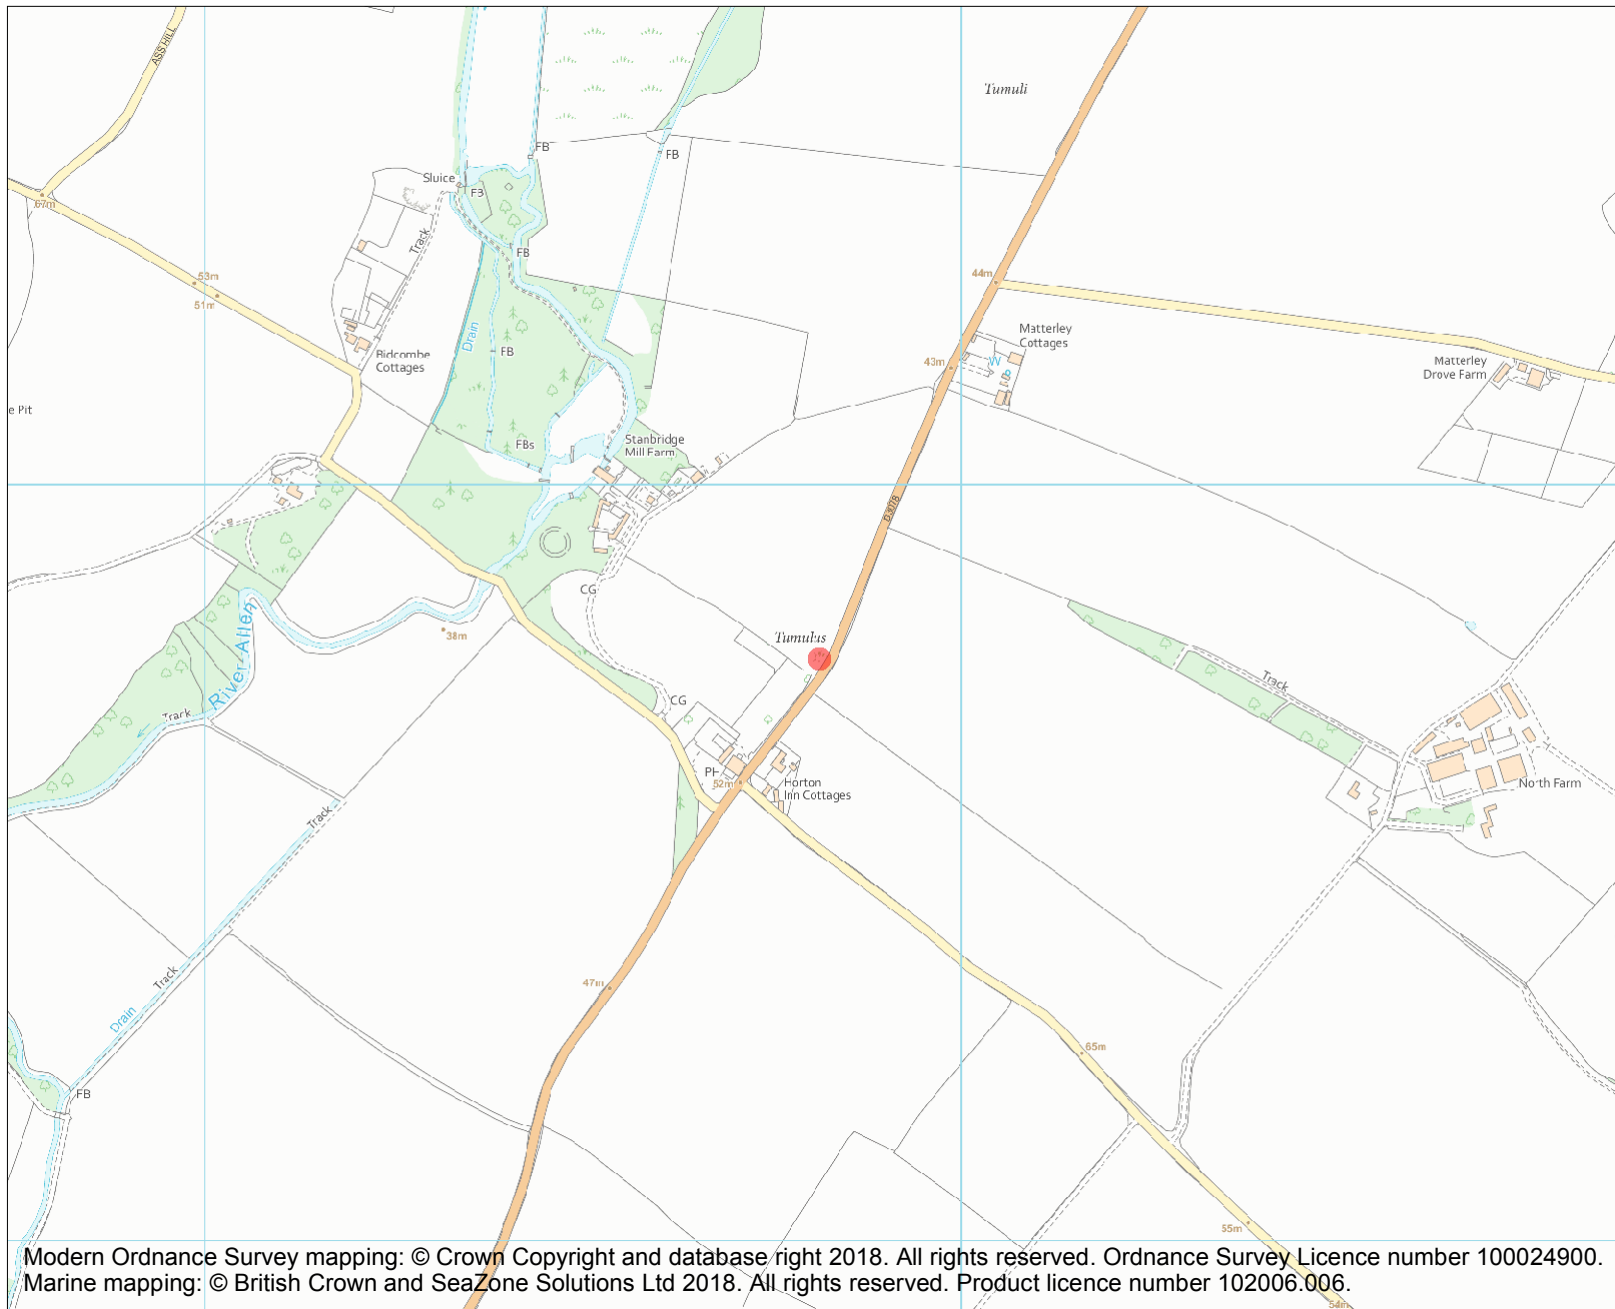 ASS HILL
Tumuli
FB
FB
Sluice
FB
67m
Track
FB
53m
51m
44m
Drain
Matterley
Cottages
FB
Bidcombe
Cottages
43m
W
Matterley
Drove Farm
e Pit
FBs
Stanbridge
Mill Farm
B3078
CG
38m
Tumulus
River Allen
Track
Track
CG
PH
52m
Horton
Inn Cottages
North Farm
Track
47m
Track
Drain
65m
FB
55m
Modern Ordnance Survey mapping: © Crown Copyright and database right 2018. All rights reserved. Ordnance Survey Licence number 100024900.
Marine mapping: © British Crown and SeaZone Solutions Ltd 2018. All rights reserved. Product licence number 102006.006.
54m